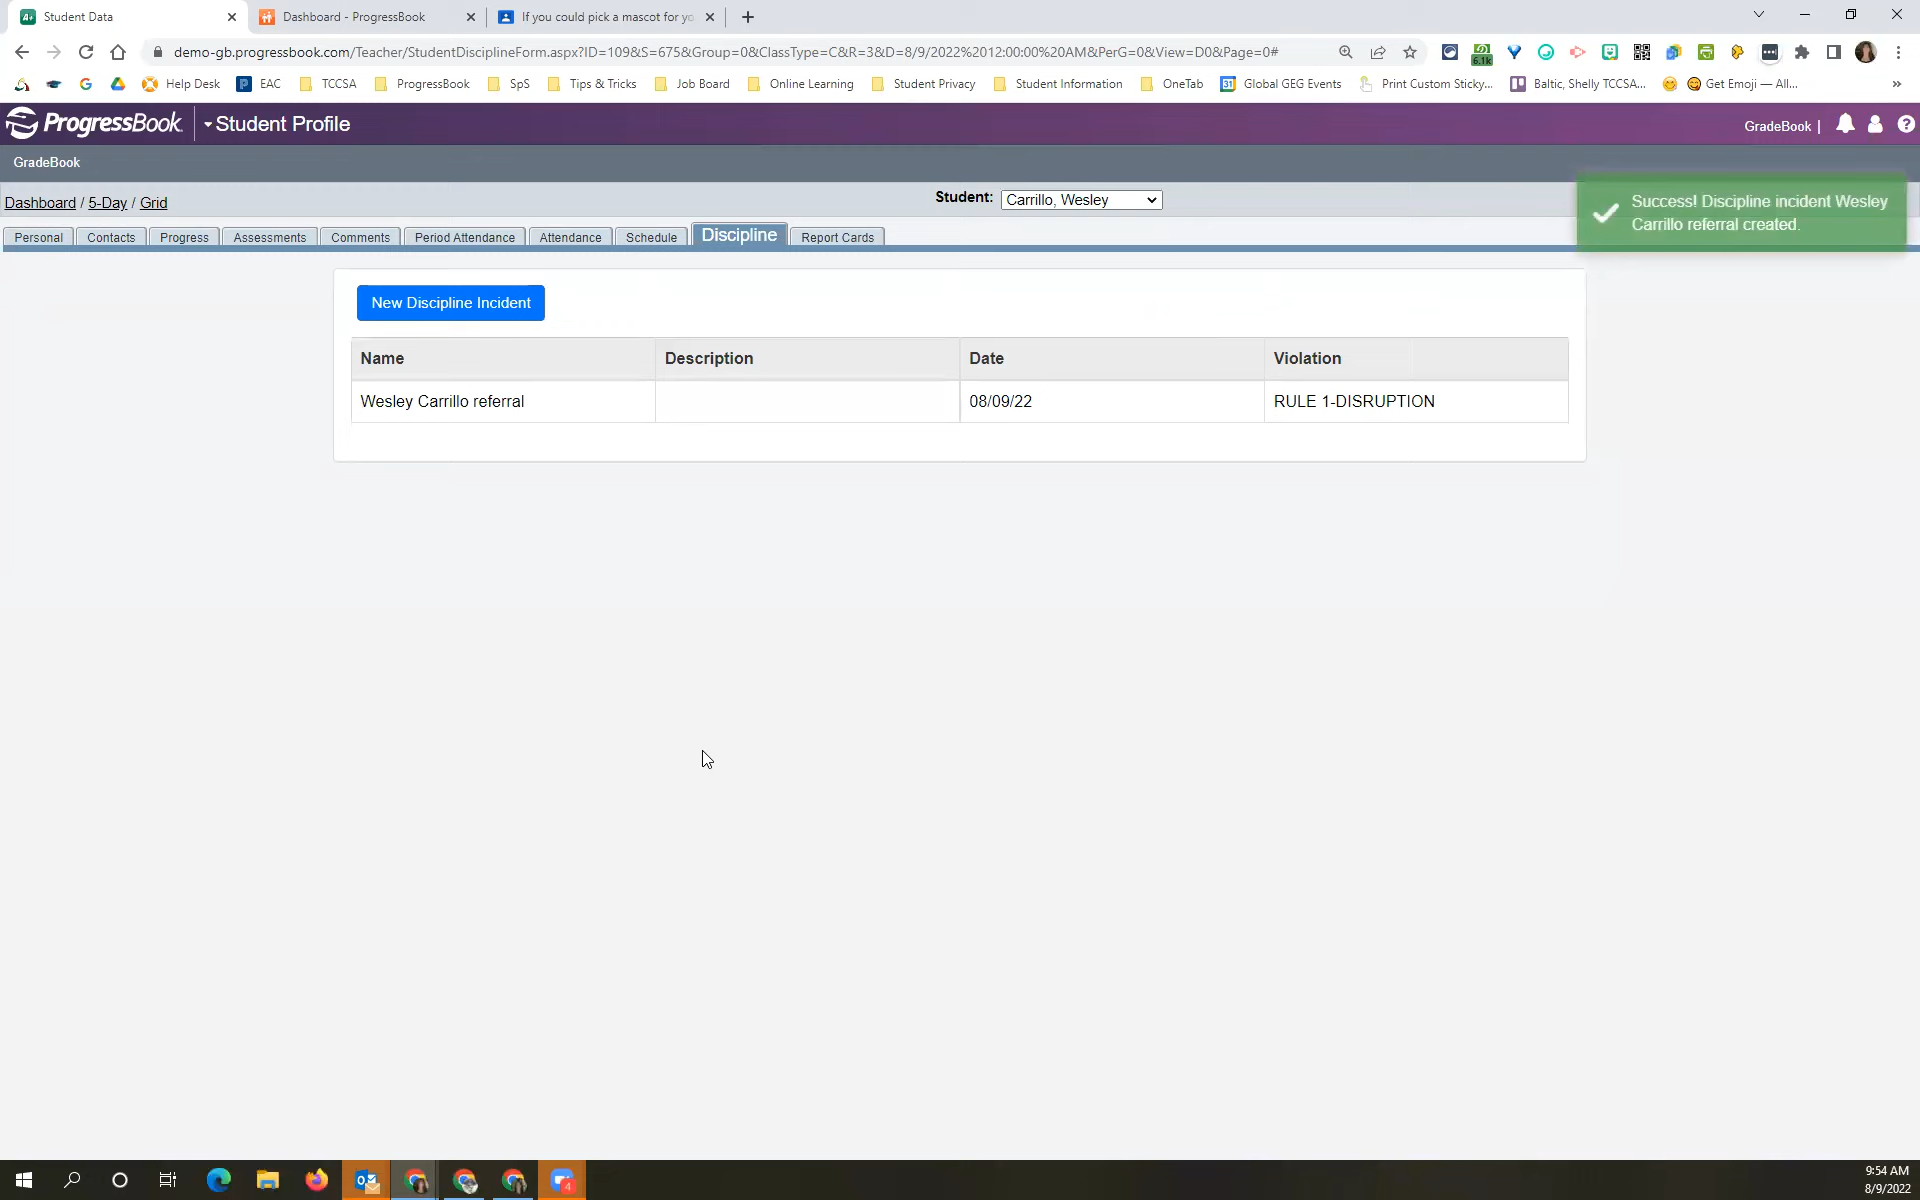 Student Data
Dashboard - ProgressBook
If you could pick a mascot for yo
demo-gb.progressbook.com/Teacher/StudentDisciplineForm.aspx?ID=109&S=675&Group=0&ClassType=C&R=3&D=8/9/2022%2012:00:00%20AM&PerG=0&View=D0&Page=0#
6.1k
Help Desk
EAC
TCCSA
ProgressBook
SpS
Tips & Tricks
Job Board
Online Learning
Student Privacy
Student Information
OneTab
31
Global GEG Events
Print Custom Sticky...
Baltic, Shelly TCCSA...
Get Emoji — All...
ProgressBook
Student Profile
GradeBook |
GradeBook
Dashboard / 5-Day / Grid
Student: Carrillo, Wesley
Success! Discipline incident Wesley
Carrillo referral created.
Personal
Contacts
Progress
Assessments
Comments
Period Attendance
Attendance
Schedule
Discipline
Report Cards
New Discipline Incident
Name Description Date Violation
Wesley Carrillo referral 08/09/22 RULE 1-DISRUPTION
4
9:54 AM
8/9/2022